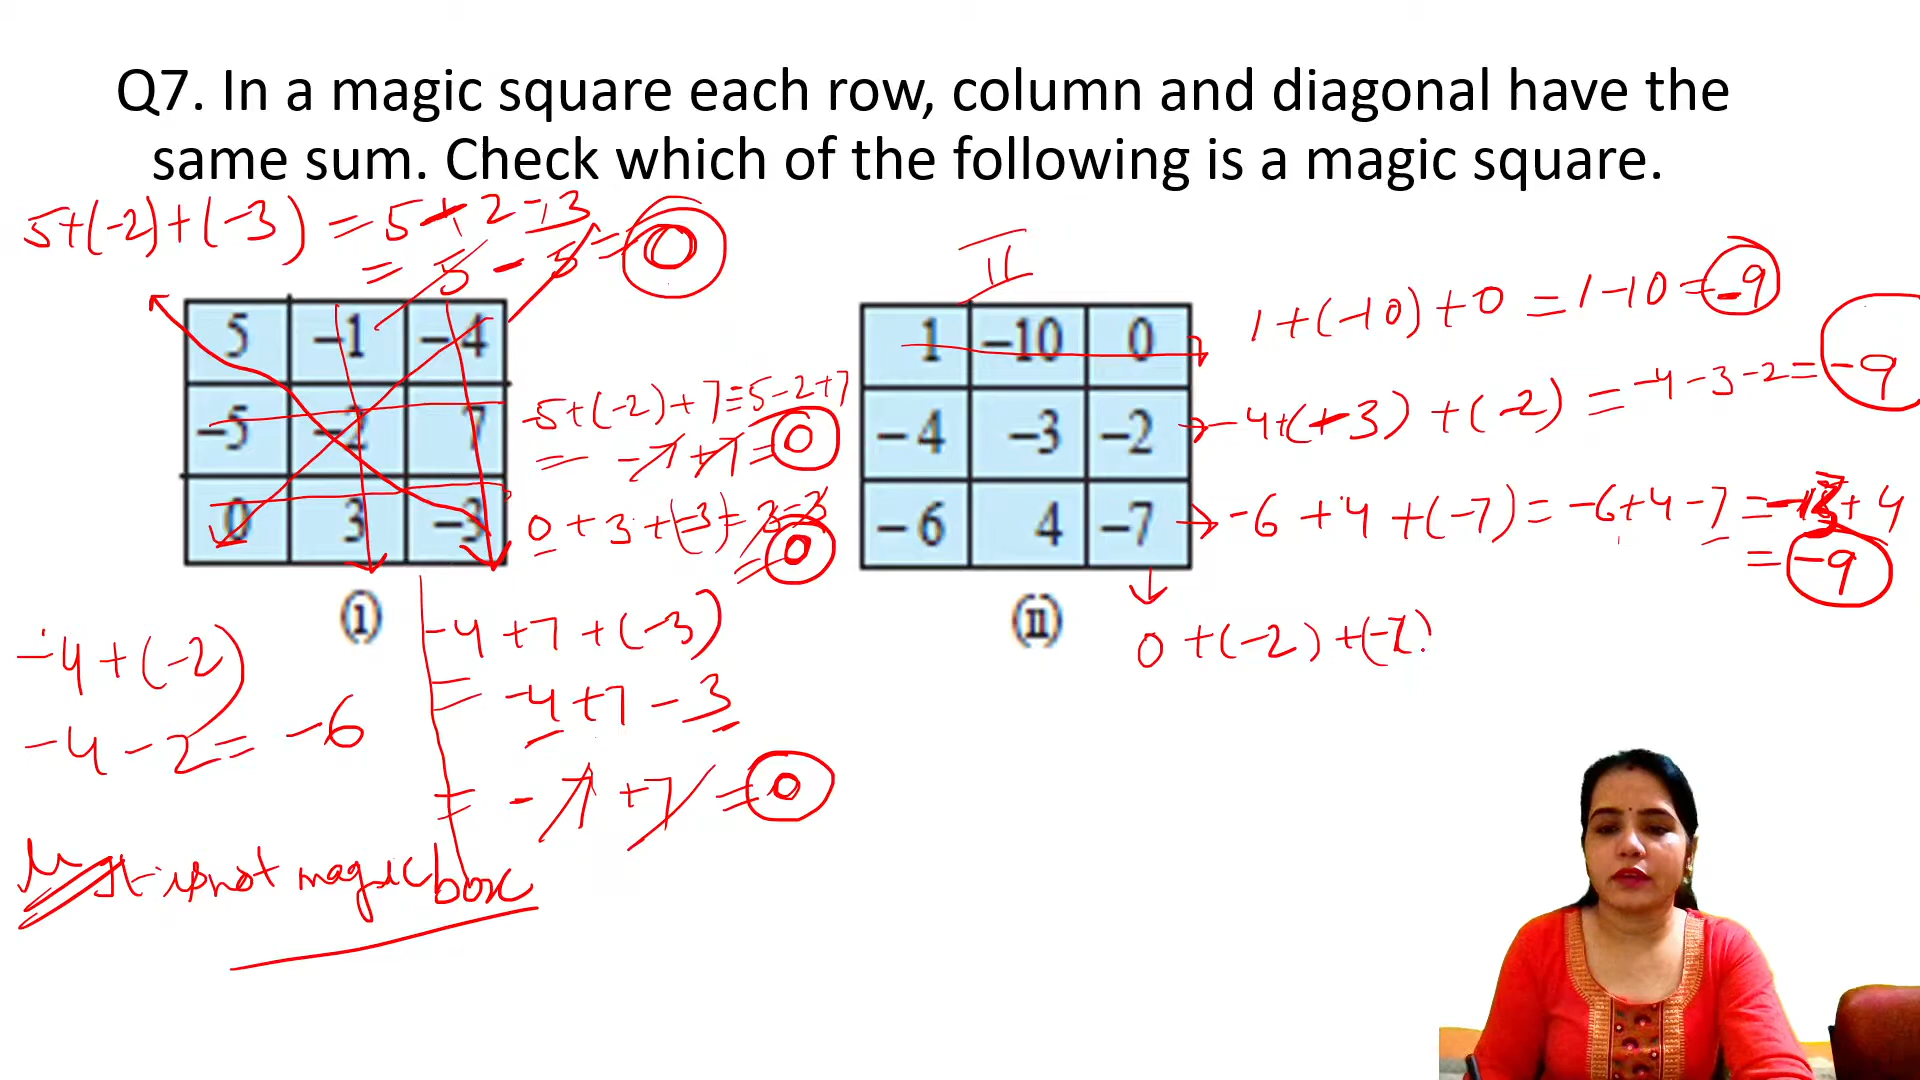 Q7. In a magic square each row, column and diagonal have the
same sum. Check which of the following is a magic square.
5+(-2)+(-3) = 5-2-3
= 5 - 5 = 0
5 -1 -4
-5 -2 7
0 3 -3
(i)
-5+(-2)+7=5-2+7
= -7+7=0
0+3+(-3)=3-3
=0
-4+(-2)
-4-2= -6
-4+7+(-3)
= -4+7-3
= -7+7=0
It is not magic box
II
1 -10 0
-4 -3 -2
-6 4 -7
(ii)
1+(-10)+0=1-10=-9
-4+(-3)+(-2)=-4-3-2=-9
-6+4+(-7)=-6+4-7=-13+4
=-9
0+(-2)+(-7)